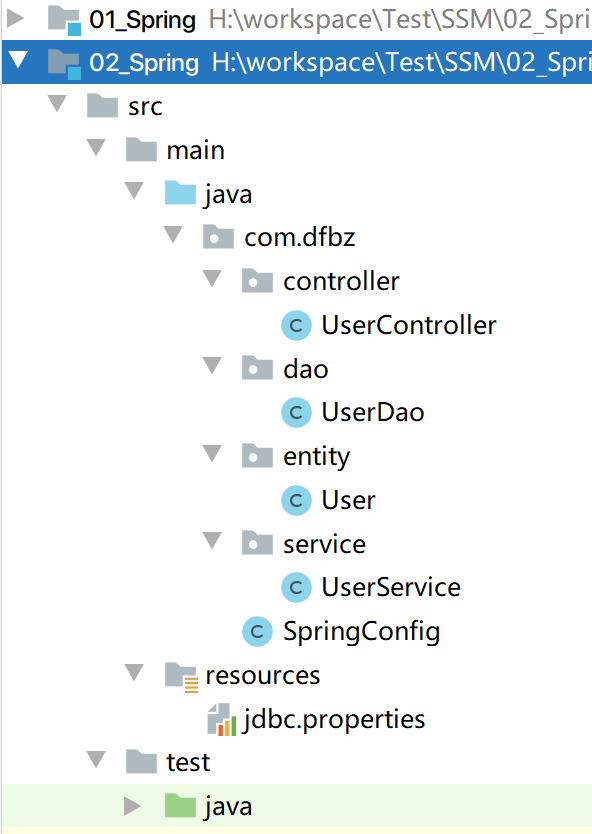 01_Spring H:\workspace\Test\SSM\02_Spri
02_Spring H:\workspace\Test\SSM\02_Spri
src
main
java
com.dfbz
controller
C UserController
dao
C UserDao
entity
C User
service
C UserService
C SpringConfig
resources
jdbc.properties
test
java